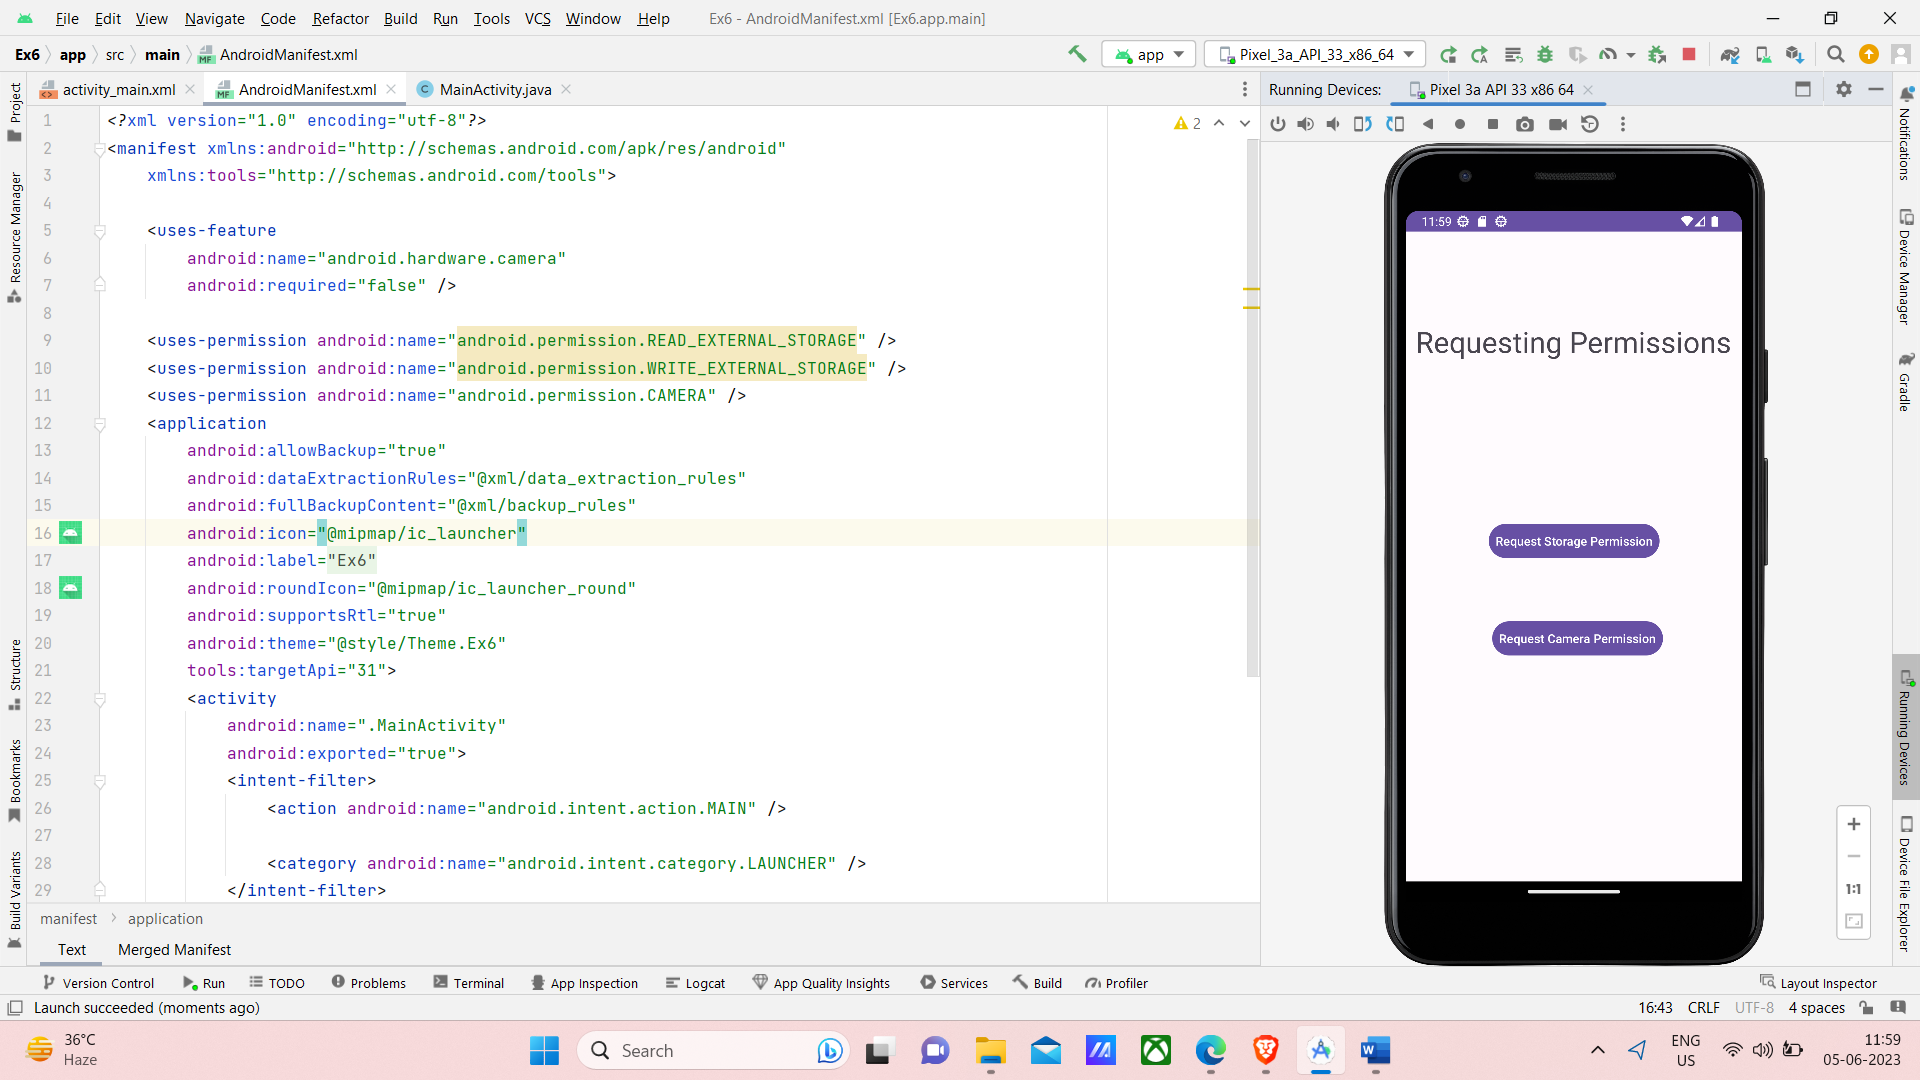 File Edit View Navigate Code Refactor Build Run Tools VCS Window Help Ex6 - AndroidManifest.xml [Ex6.app.main]
Ex6 app src main AndroidManifest.xml app Pixel_3a_API_33_x86_64
activity_main.xml AndroidManifest.xml MainActivity.java
Running Devices: Pixel 3a API 33 x86 64
Project
Resource Manager
Structure
Bookmarks
Build Variants
2
1 <?xml version="1.0" encoding="utf-8"?>
2 <manifest xmlns:android="http://schemas.android.com/apk/res/android"
3 xmlns:tools="http://schemas.android.com/tools">
4
5 <uses-feature
6 android:name="android.hardware.camera"
7 android:required="false" />
8
9 <uses-permission android:name="android.permission.READ_EXTERNAL_STORAGE" />
10 <uses-permission android:name="android.permission.WRITE_EXTERNAL_STORAGE" />
11 <uses-permission android:name="android.permission.CAMERA" />
12 <application
13 android:allowBackup="true"
14 android:dataExtractionRules="@xml/data_extraction_rules"
15 android:fullBackupContent="@xml/backup_rules"
16 android:icon="@mipmap/ic_launcher"
17 android:label="Ex6"
18 android:roundIcon="@mipmap/ic_launcher_round"
19 android:supportsRtl="true"
20 android:theme="@style/Theme.Ex6"
21 tools:targetApi="31">
22 <activity
23 android:name=".MainActivity"
24 android:exported="true">
25 <intent-filter>
26 <action android:name="android.intent.action.MAIN" />
27
28 <category android:name="android.intent.category.LAUNCHER" />
29 </intent-filter>
manifest application
Text Merged Manifest
11:59
Requesting Permissions
Request Storage Permission
Request Camera Permission
1:1
Notifications
Device Manager
Gradle
Running Devices
Device File Explorer
Version Control Run TODO Problems Terminal App Inspection Logcat App Quality Insights Services Build Profiler Layout Inspector
Launch succeeded (moments ago) 16:43 CRLF UTF-8 4 spaces
36°C
Haze
Search
ENG
US
11:59
05-06-2023